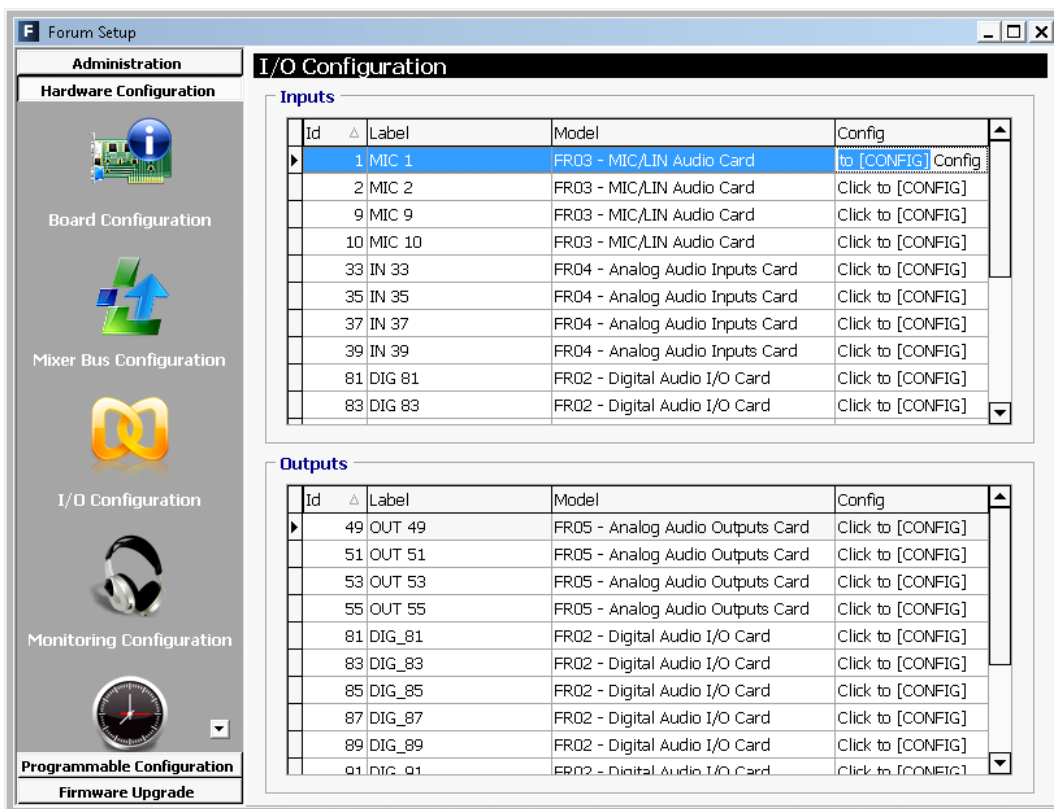 F Forum Setup
Administration
Hardware Configuration
Board Configuration
Mixer Bus Configuration
I/O Configuration
Monitoring Configuration
Programmable Configuration
Firmware Upgrade
I/O Configuration
Inputs
Id Label Model Config
1 MIC 1 FR03 - MIC/LIN Audio Card to [CONFIG] Config
2 MIC 2 FR03 - MIC/LIN Audio Card Click to [CONFIG]
9 MIC 9 FR03 - MIC/LIN Audio Card Click to [CONFIG]
10 MIC 10 FR03 - MIC/LIN Audio Card Click to [CONFIG]
33 IN 33 FR04 - Analog Audio Inputs Card Click to [CONFIG]
35 IN 35 FR04 - Analog Audio Inputs Card Click to [CONFIG]
37 IN 37 FR04 - Analog Audio Inputs Card Click to [CONFIG]
39 IN 39 FR04 - Analog Audio Inputs Card Click to [CONFIG]
81 DIG 81 FR02 - Digital Audio I/O Card Click to [CONFIG]
83 DIG 83 FR02 - Digital Audio I/O Card Click to [CONFIG]
Outputs
Id Label Model Config
49 OUT 49 FR05 - Analog Audio Outputs Card Click to [CONFIG]
51 OUT 51 FR05 - Analog Audio Outputs Card Click to [CONFIG]
53 OUT 53 FR05 - Analog Audio Outputs Card Click to [CONFIG]
55 OUT 55 FR05 - Analog Audio Outputs Card Click to [CONFIG]
81 DIG_81 FR02 - Digital Audio I/O Card Click to [CONFIG]
83 DIG_83 FR02 - Digital Audio I/O Card Click to [CONFIG]
85 DIG_85 FR02 - Digital Audio I/O Card Click to [CONFIG]
87 DIG_87 FR02 - Digital Audio I/O Card Click to [CONFIG]
89 DIG_89 FR02 - Digital Audio I/O Card Click to [CONFIG]
91 DIG_91 FR02 - Digital Audio I/O Card Click to [CONFIG]